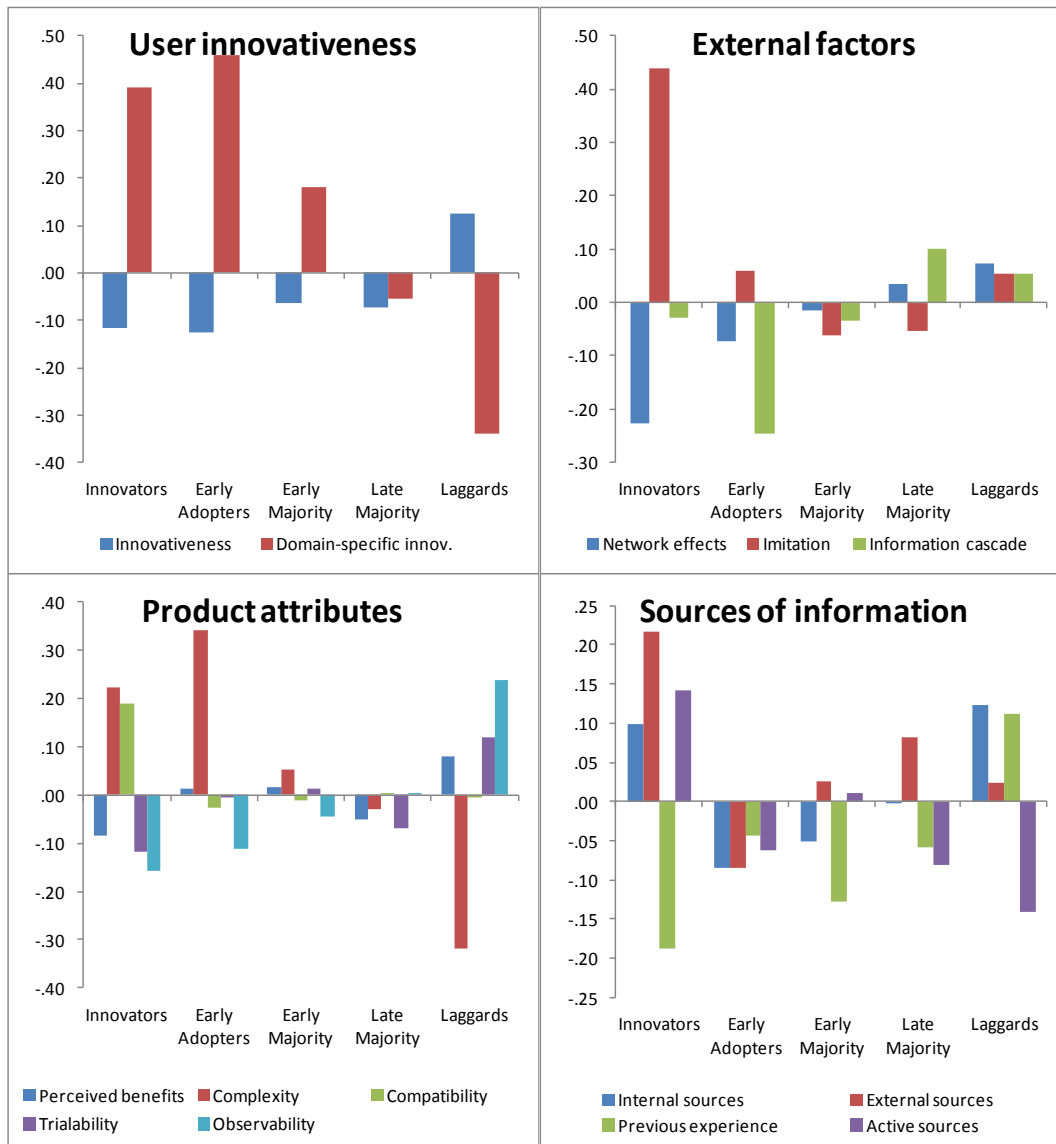 User innovativeness
.50
.40
.30
.20
.10
.00
-.10
-.20
-.30
-.40
Innovators Early Adopters Early Majority Late Majority Laggards
Innovativeness Domain-specific innov.
External factors
.50
.40
.30
.20
.10
.00
-.10
-.20
-.30
Innovators Early Adopters Early Majority Late Majority Laggards
Network effects Imitation Information cascade
Product attributes
.40
.30
.20
.10
.00
-.10
-.20
-.30
-.40
Innovators Early Adopters Early Majority Late Majority Laggards
Perceived benefits Complexity Compatibility
Trialability Observability
Sources of information
.25
.20
.15
.10
.05
.00
-.05
-.10
-.15
-.20
-.25
Innovators Early Adopters Early Majority Late Majority Laggards
Internal sources External sources
Previous experience Active sources